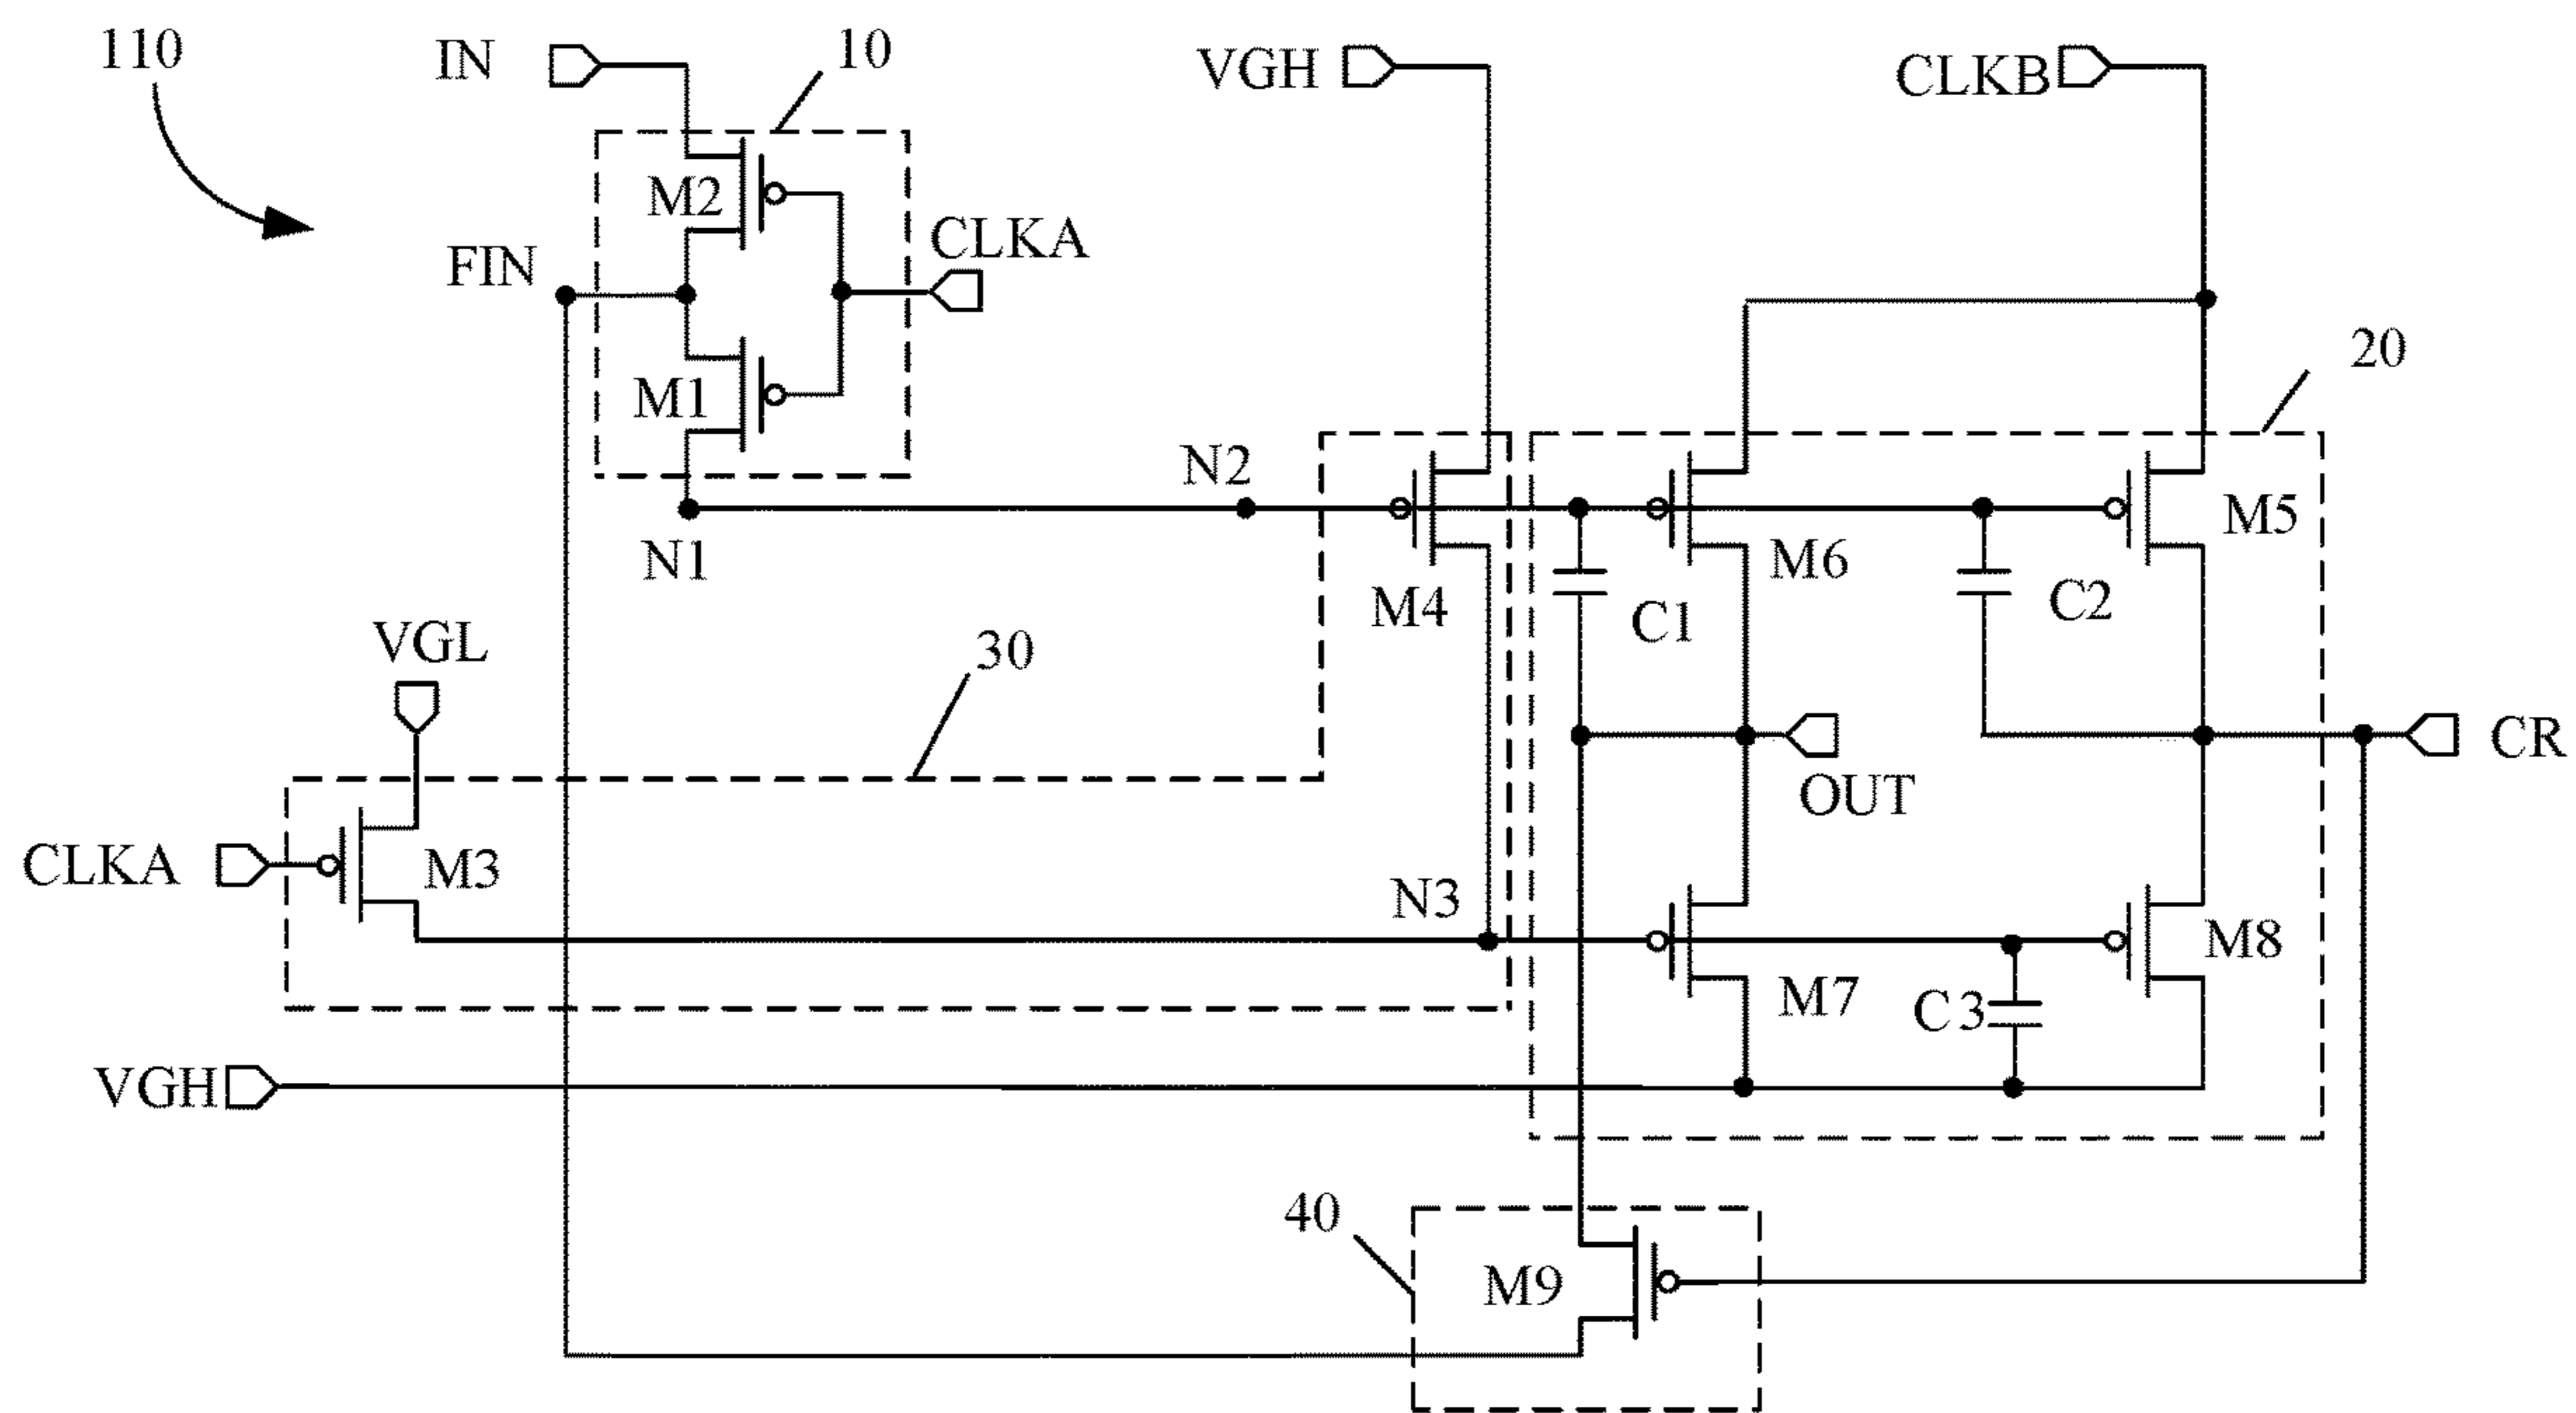 110
IN
10
VGH
CLKB
M2
CLKA
FIN
20
M1
N2
M5
N1
M6
M4
C1
C2
VGL
30
CR
OUT
CLKA
M3
N3
M8
M7
C3
VGH
40
M9